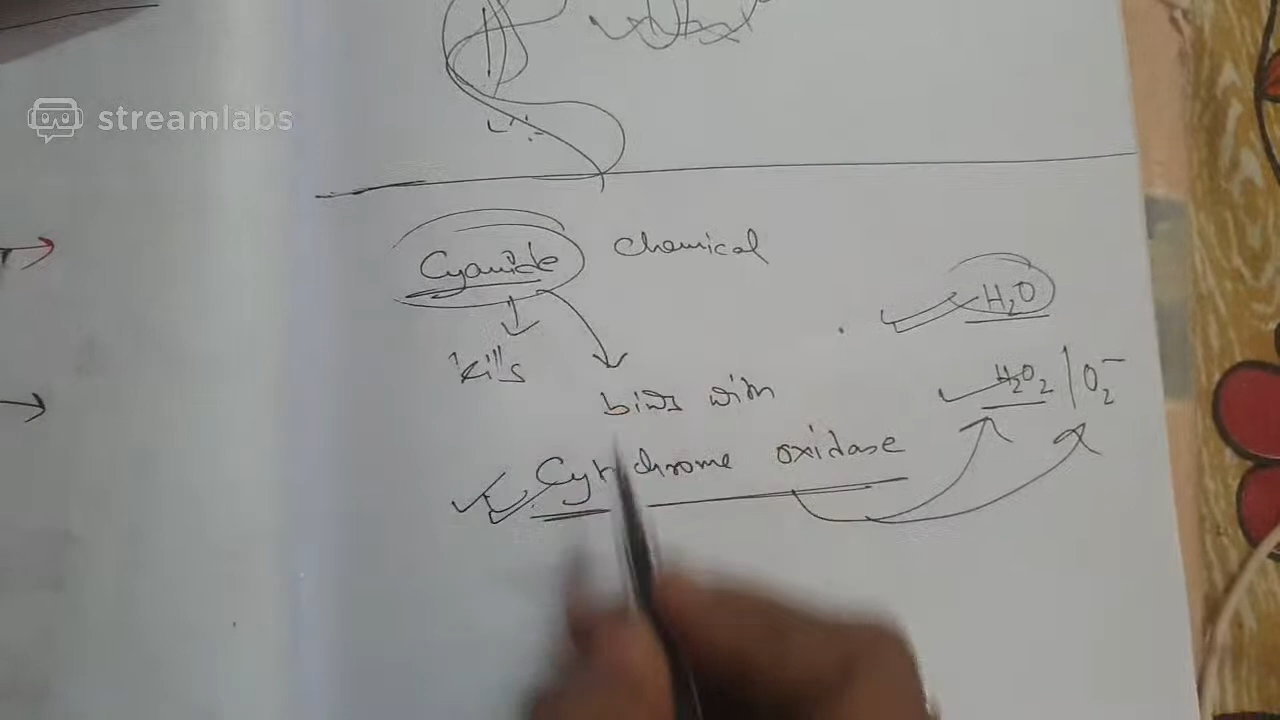 streamlabs
Cyanide chemical
kills
H2O
binds with
H2O2 / O2-
Cytochrome oxidase